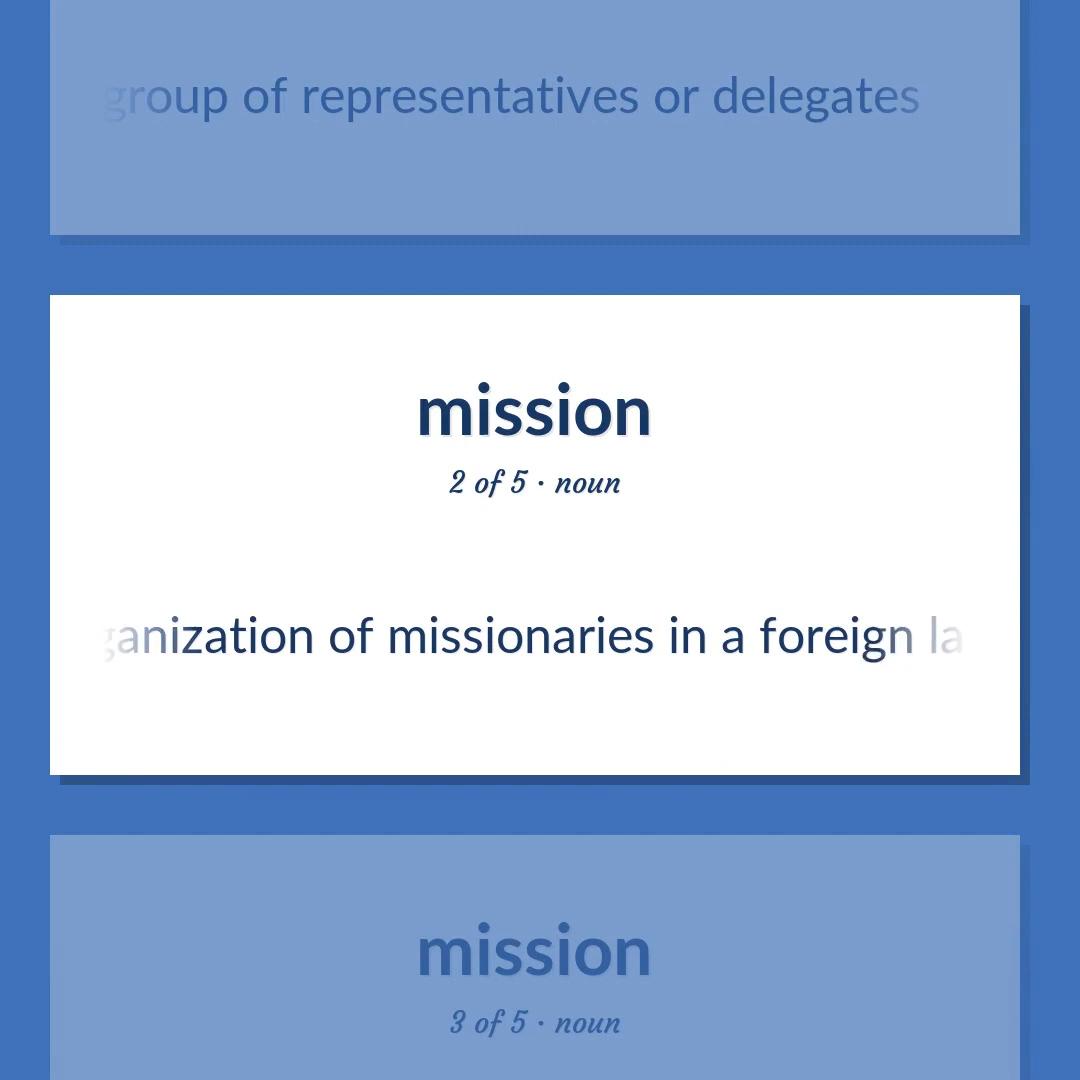 group of representatives or delegates
mission
2 of 5 · noun
ganization of missionaries in a foreign la
mission
3 of 5 · noun